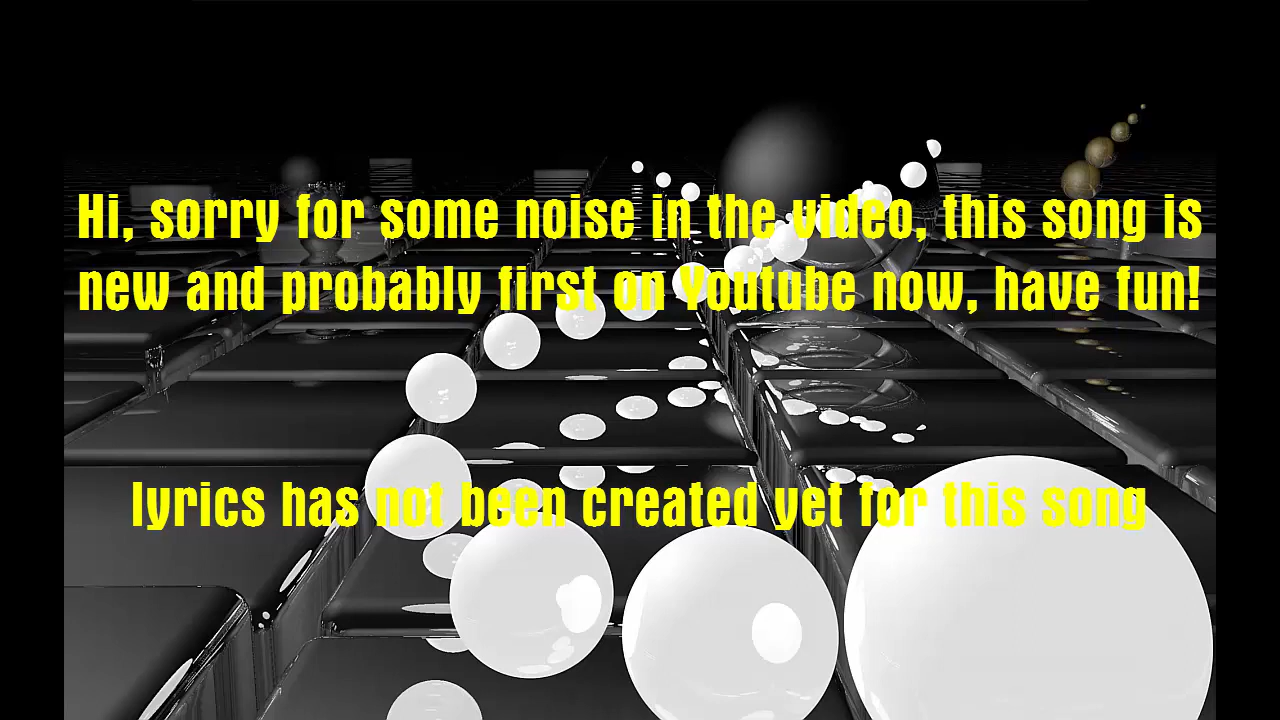 Hi, sorry for some noise in the video, this song is
new and probably first on Youtube now, have fun!
lyrics has not been created yet for this song